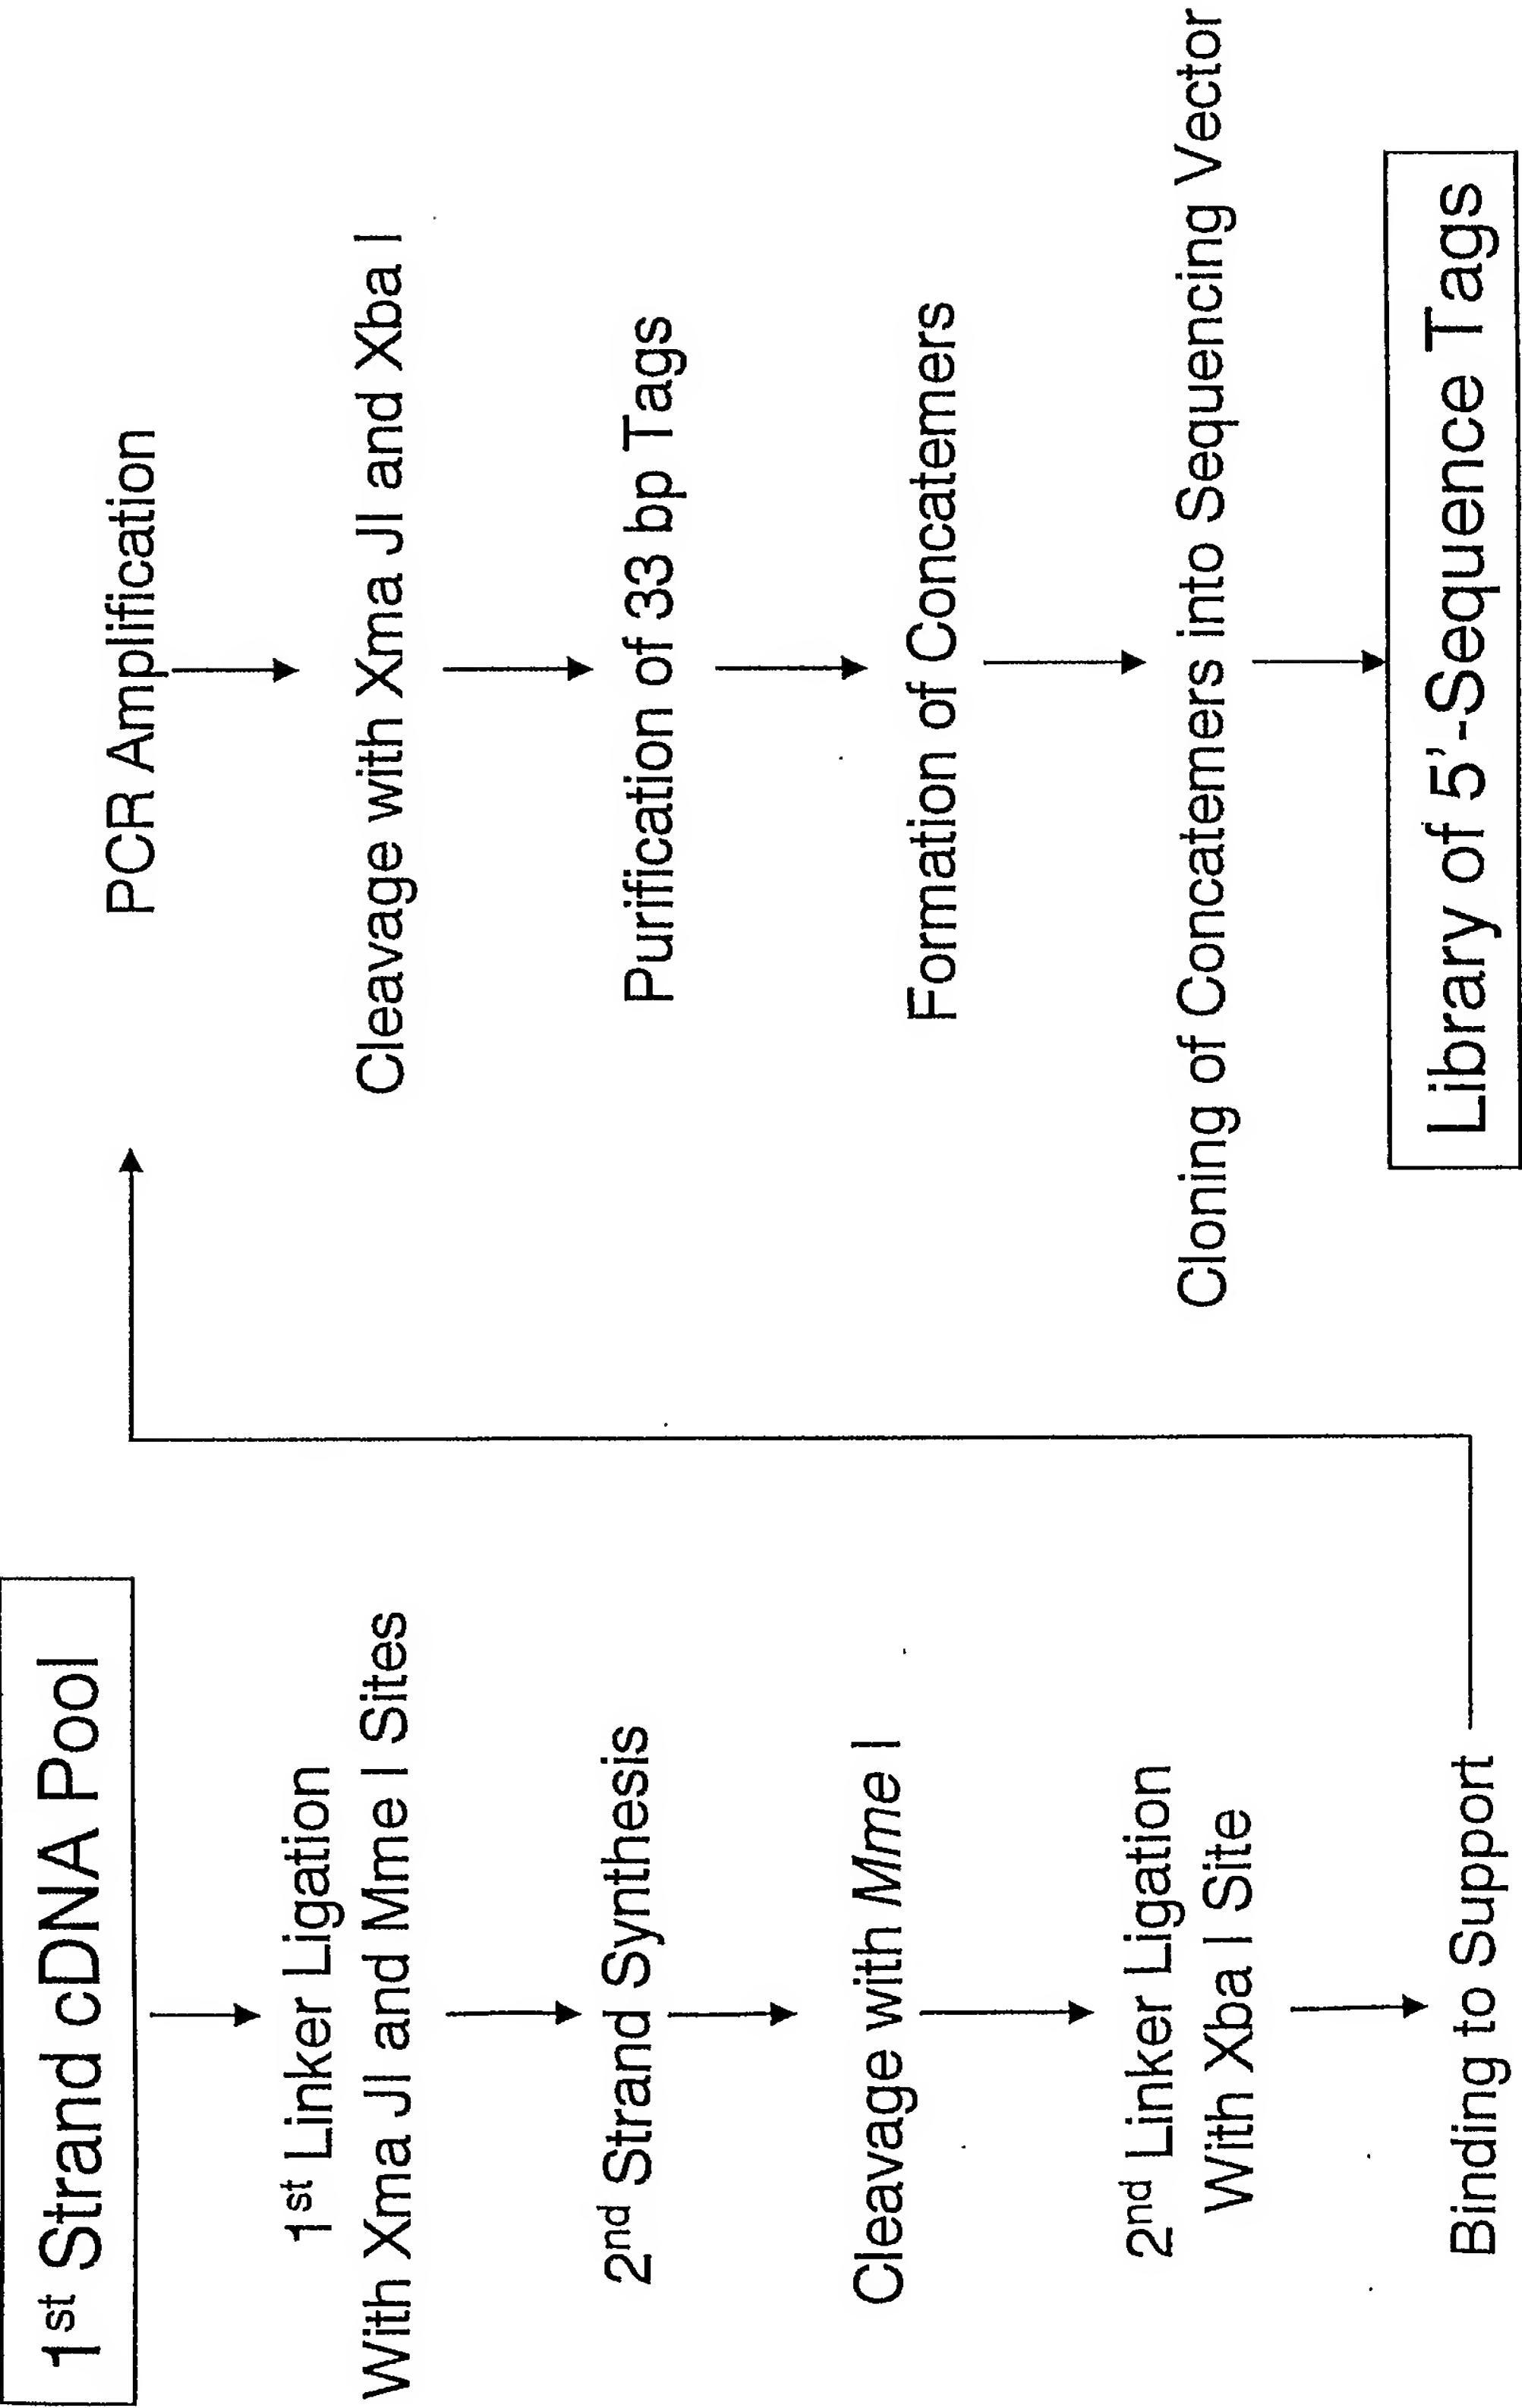 1st Strand cDNA Pool
1st Linker Ligation
With Xma JI and Mme I Sites
2nd Strand Synthesis
Cleavage with Mme I
2nd Linker Ligation
With Xba I Site
Binding to Support
PCR Amplification
Cleavage with Xma JI and Xba I
Purification of 33 bp Tags
Formation of Concatemers
Cloning of Concatemers into Sequencing Vector
Library of 5'-Sequence Tags